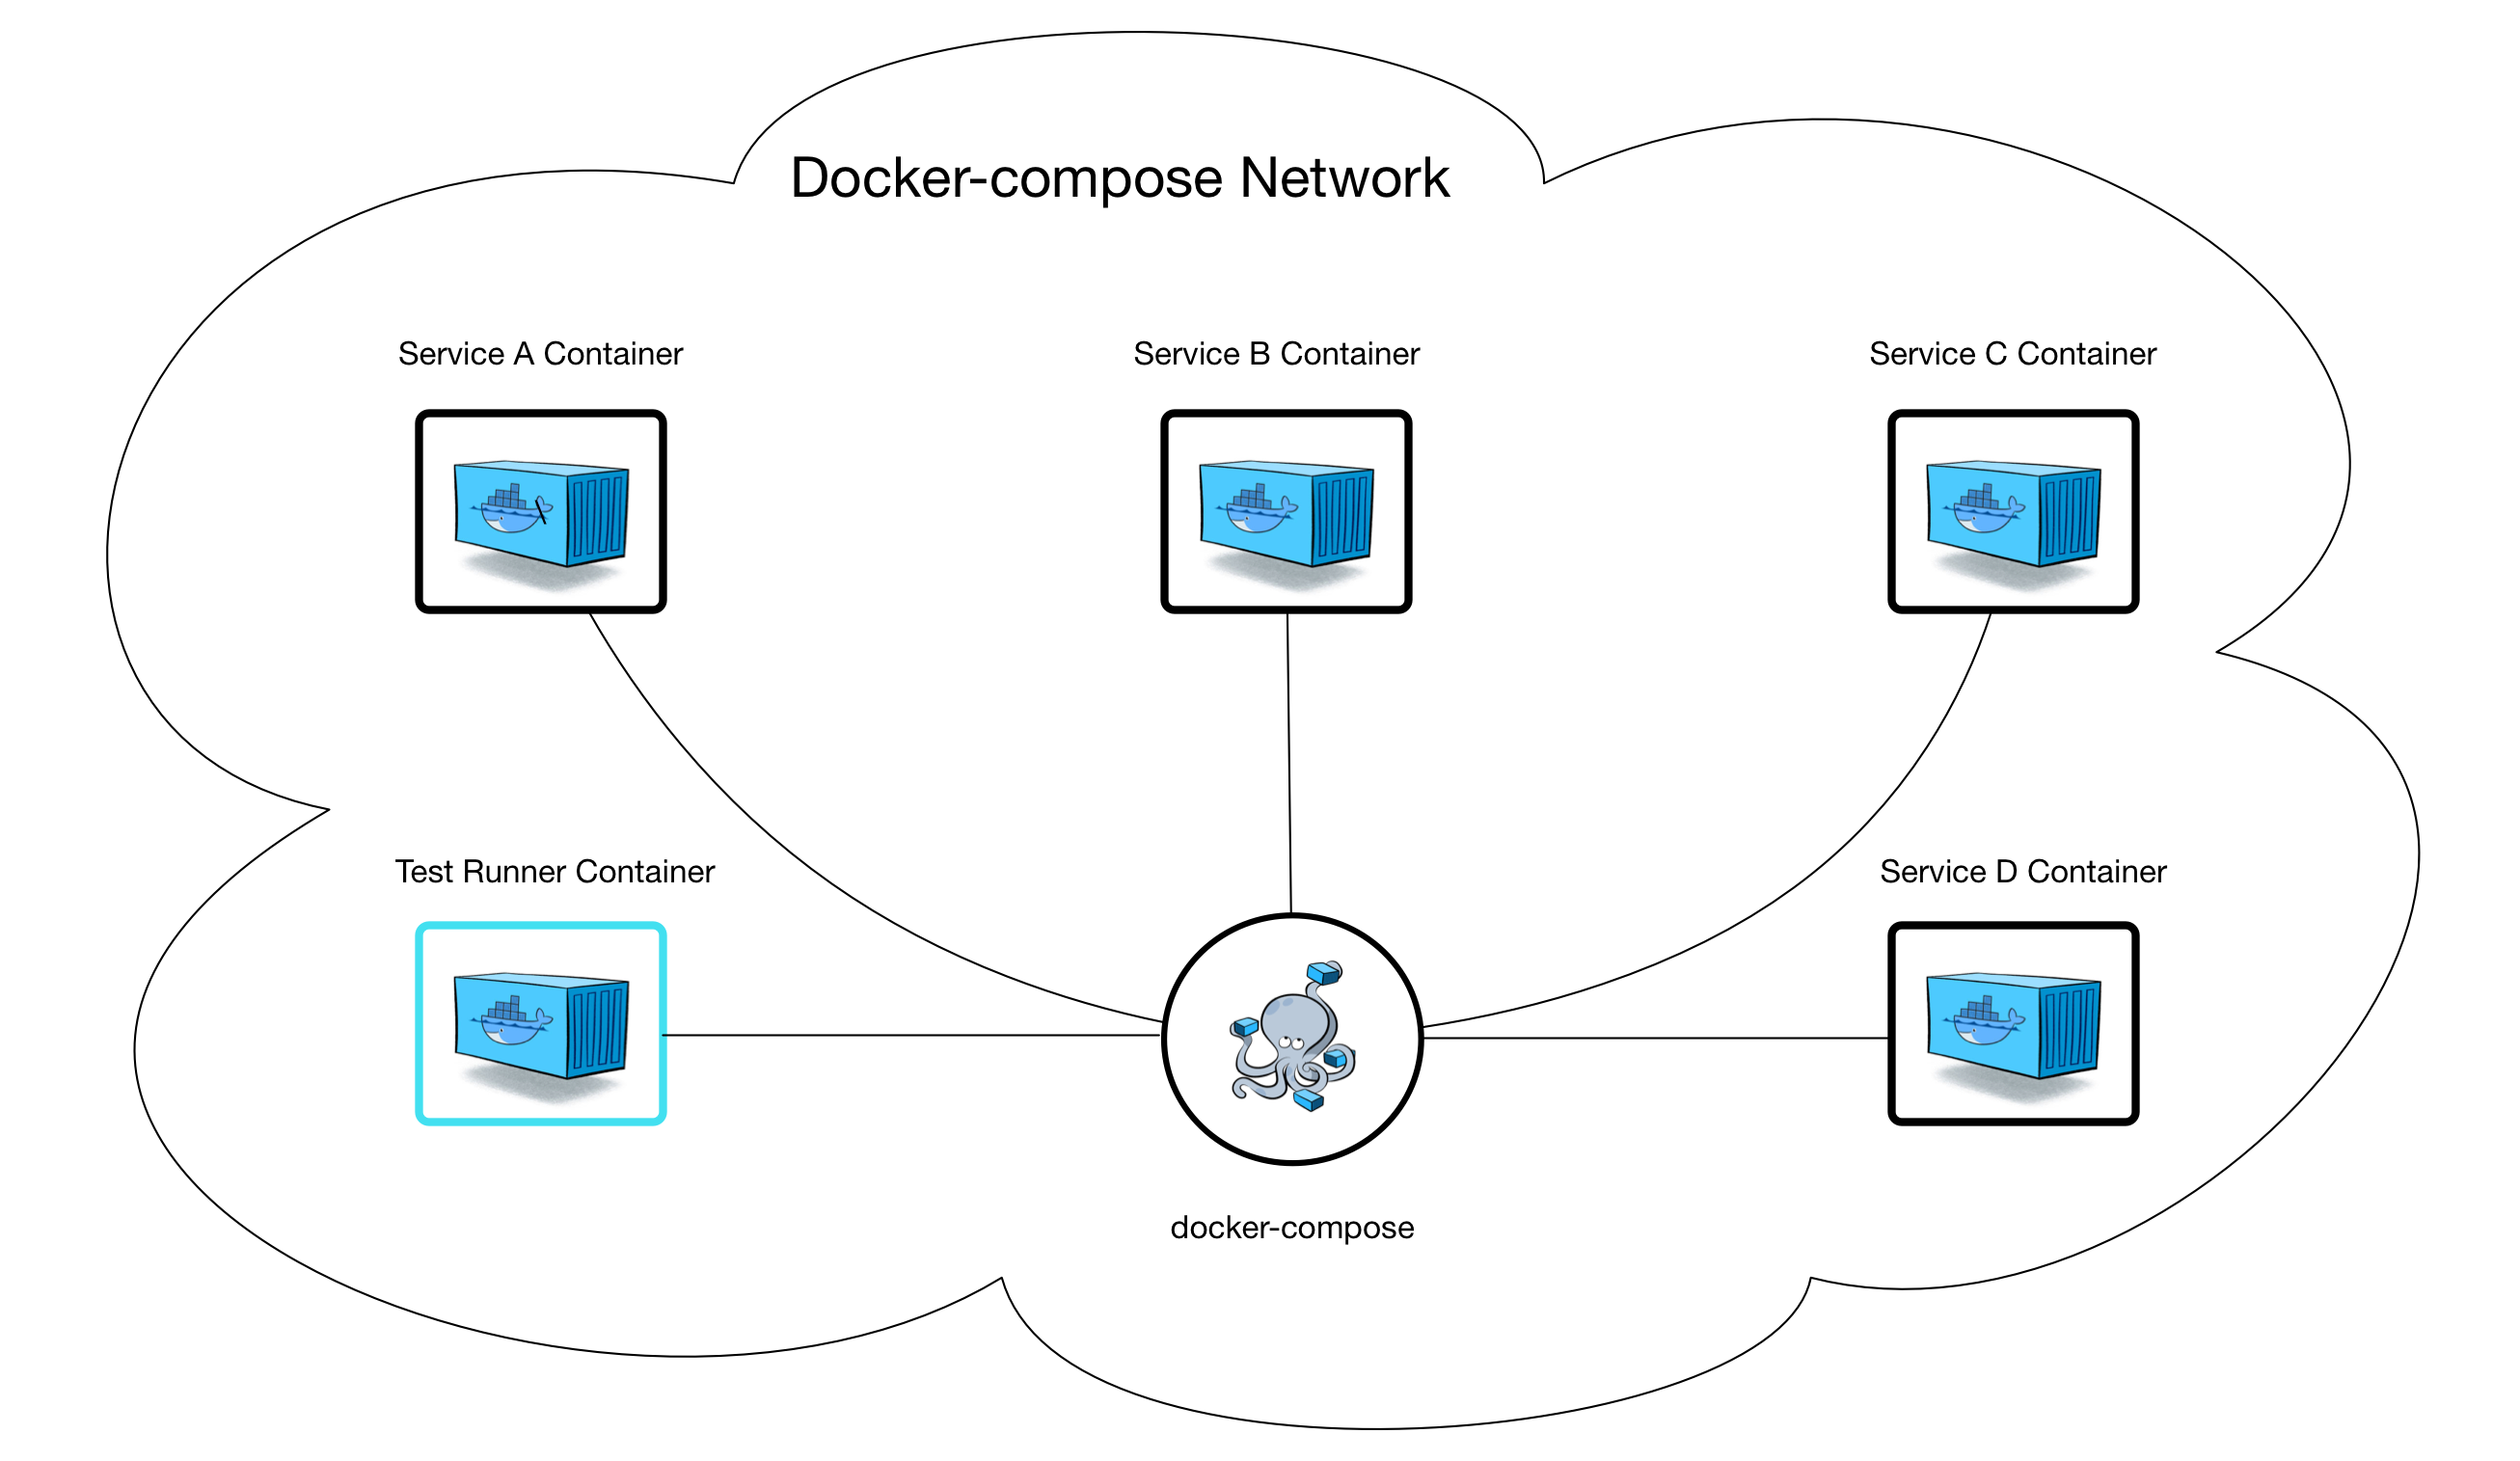 Docker-compose Network
Service A Container
Service B Container
Service C Container
Test Runner Container
Service D Container
docker-compose